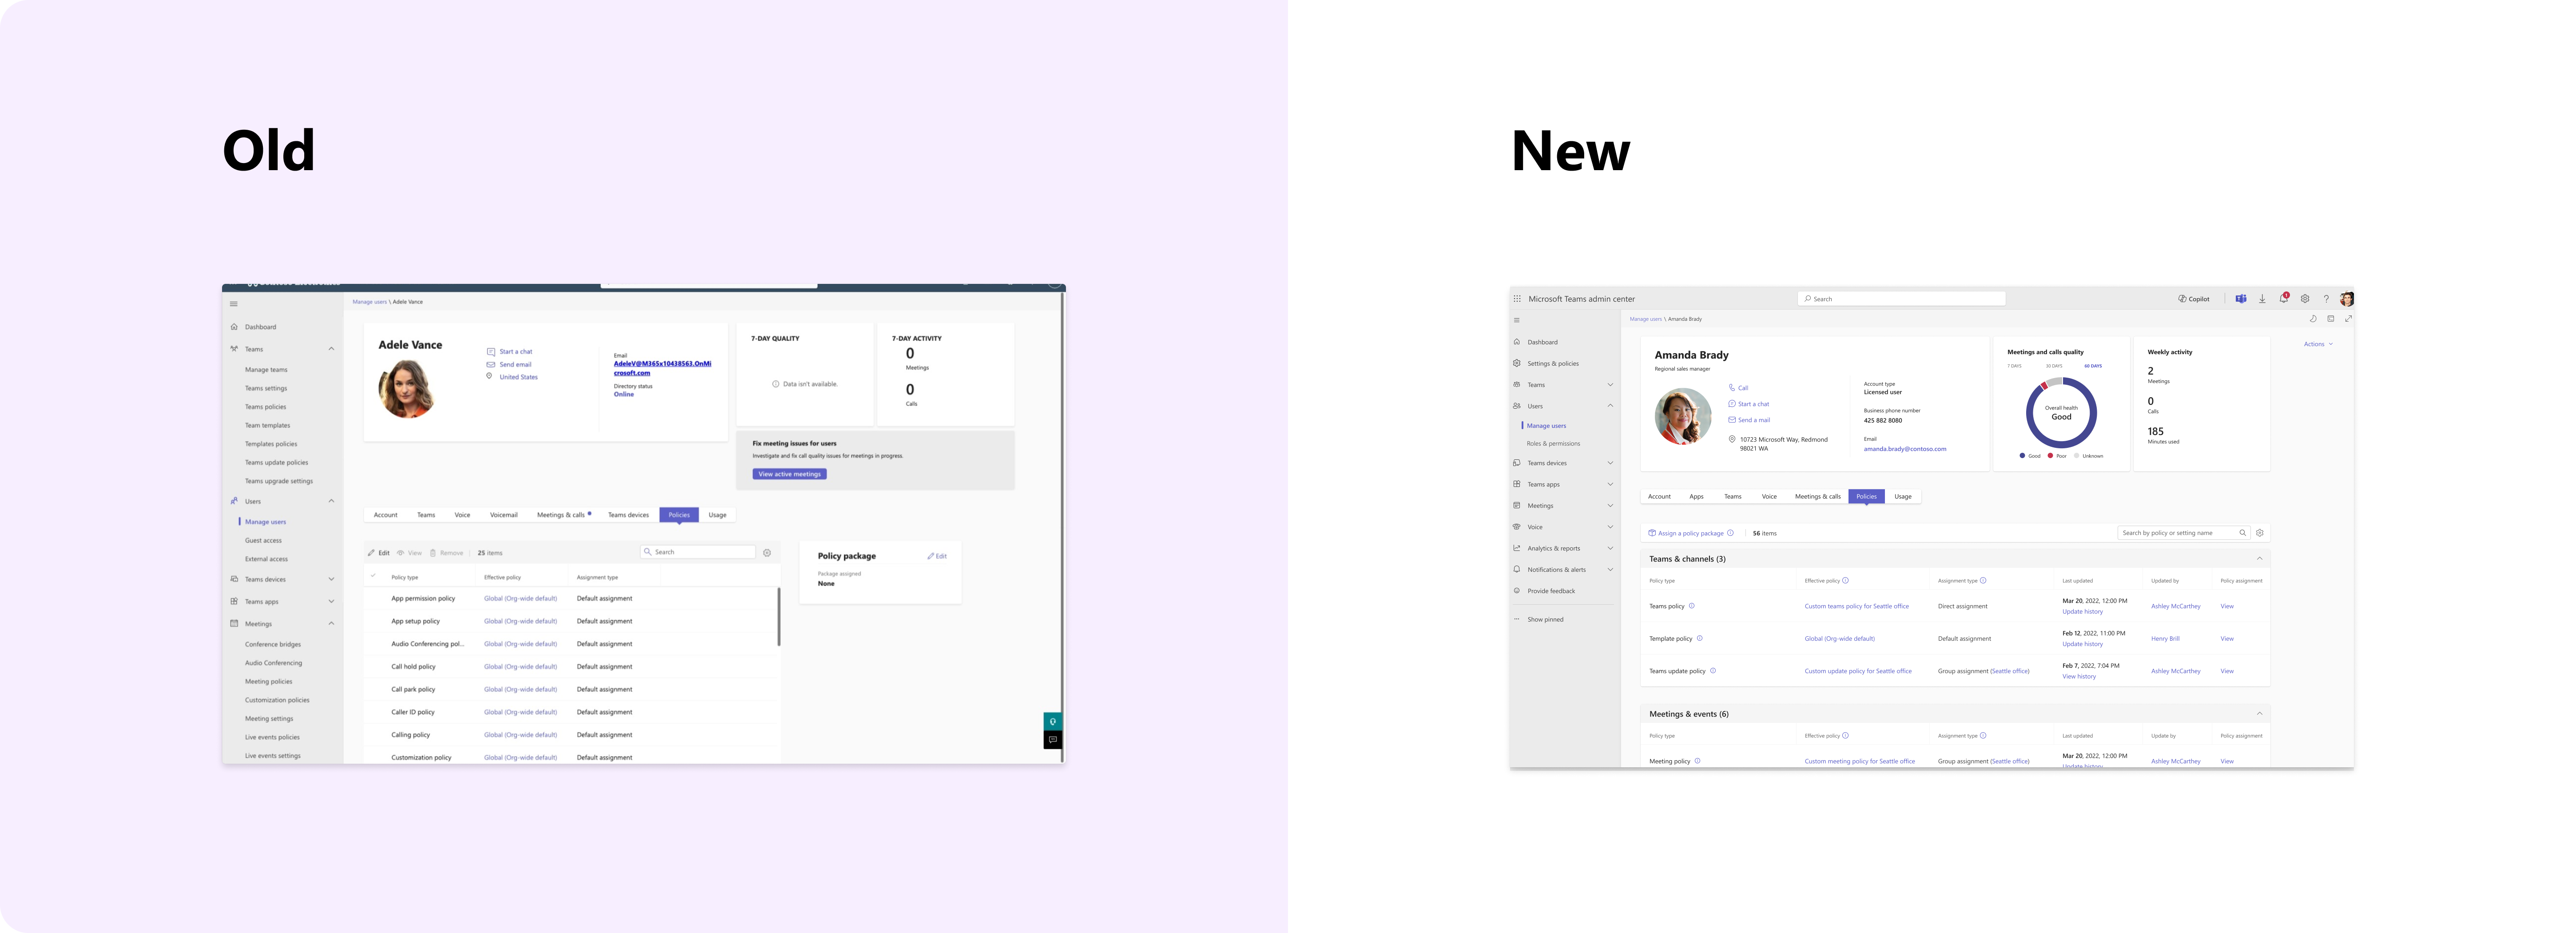 Old
Manage users \ Adele Vance
Dashboard
Teams
Manage teams
Teams settings
Teams policies
Team templates
Templates policies
Teams update policies
Teams upgrade settings
Users
Manage users
Guest access
External access
Teams devices
Teams apps
Meetings
Conference bridges
Audio Conferencing
Meeting policies
Customization policies
Meeting settings
Live events policies
Live events settings
Adele Vance
Start a chat
Send email
United States
Email
AdeleV@M365x10438563.OnMi
crosoft.com
Directory status
Online
7-DAY QUALITY
Data isn't available.
7-DAY ACTIVITY
0
Meetings
0
Calls
Fix meeting issues for users
Investigate and fix call quality issues for meetings in progress.
View active meetings
Account Teams Voice Voicemail Meetings & calls Teams devices Policies Usage
Edit View Remove 25 items Search
Policy type Effective policy Assignment type
App permission policy Global (Org-wide default) Default assignment
App setup policy Global (Org-wide default) Default assignment
Audio Conferencing pol... Global (Org-wide default) Default assignment
Call hold policy Global (Org-wide default) Default assignment
Call park policy Global (Org-wide default) Default assignment
Caller ID policy Global (Org-wide default) Default assignment
Calling policy Global (Org-wide default) Default assignment
Customization policy Global (Org-wide default) Default assignment
Policy package Edit
Package assigned
None
New
Microsoft Teams admin center Search Copilot 1 ?
Manage users \ Amanda Brady
Dashboard
Settings & policies
Teams
Users
Manage users
Roles & permissions
Teams devices
Teams apps
Meetings
Voice
Analytics & reports
Notifications & alerts
Provide feedback
Show pinned
Amanda Brady
Regional sales manager
Call
Start a chat
Send a mail
10723 Microsoft Way, Redmond
98021 WA
Account type
Licensed user
Business phone number
425 882 8080
Email
amanda.brady@contoso.com
Meetings and calls quality
7 DAYS 30 DAYS 60 DAYS
Overall health
Good
Good Poor Unknown
Weekly activity
2
Meetings
0
Calls
185
Minutes used
Actions
Account Apps Teams Voice Meetings & calls Policies Usage
Assign a policy package 56 items Search by policy or setting name
Teams & channels (3)
Policy type Effective policy Assignment type Last updated Updated by Policy assignment
Teams policy Custom teams policy for Seattle office Direct assignment Mar 20, 2022, 12:00 PM Ashley McCarthey View
Update history
Template policy Global (Org-wide default) Default assignment Feb 12, 2022, 11:00 PM Henry Brill View
Update history
Teams update policy Custom update policy for Seattle office Group assignment (Seattle office) Feb 7, 2022, 7:04 PM Ashley McCarthey View
View history
Meetings & events (6)
Policy type Effective policy Assignment type Last updated Update by Policy assignment
Meeting policy Custom meeting policy for Seattle office Group assignment (Seattle office) Mar 20, 2022, 12:00 PM Ashley McCarthey View
Update history